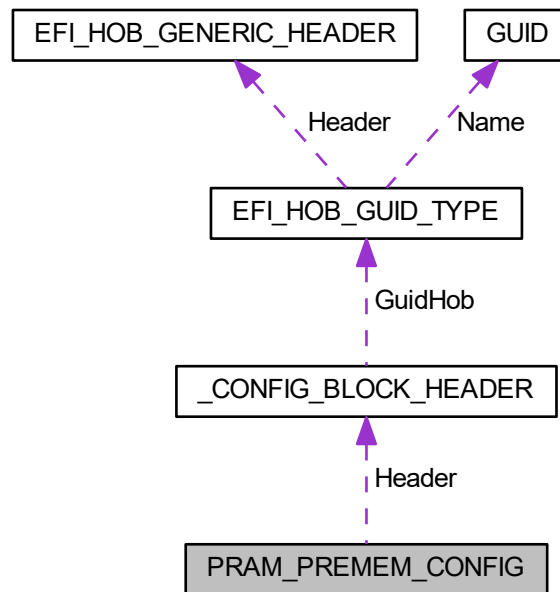 EFI_HOB_GENERIC_HEADER
GUID
Header
Name
EFI_HOB_GUID_TYPE
GuidHob
_CONFIG_BLOCK_HEADER
Header
PRAM_PREMEM_CONFIG